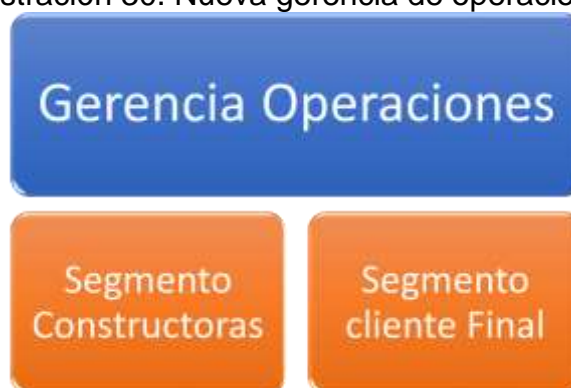 Nueva gerencia de
Gerencia Operaciones
Segmento
Constructoras
Segmento
cliente Final